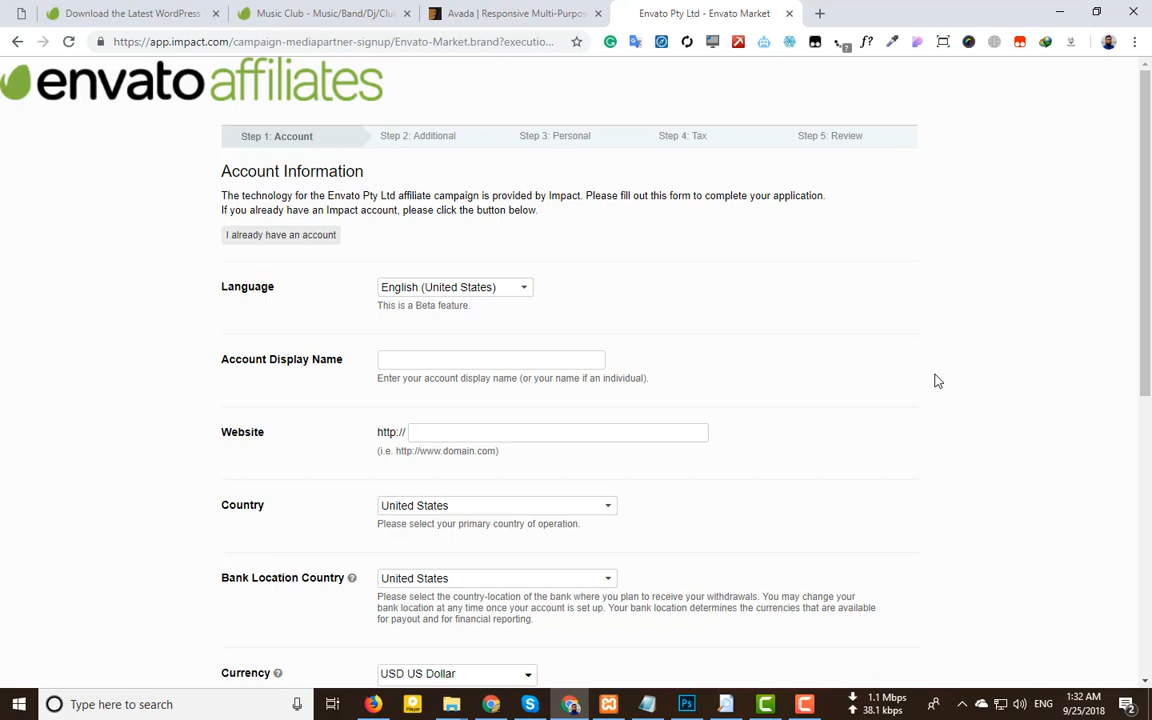 Download the Latest WordPress
Music Club - Music/Band/Dj/Clu
Avada | Responsive Multi-Purpos
Envato Pty Ltd - Envato Market
https://app.impact.com/campaign-mediapartner-signup/Envato-Market.brand?executio...
envato affiliates
Step 1: Account
Step 2: Additional
Step 3: Personal
Step 4: Tax
Step 5: Review
Account Information
The technology for the Envato Pty Ltd affiliate campaign is provided by Impact. Please fill out this form to complete your application.
If you already have an Impact account, please click the button below.
I already have an account
Language
English (United States)
This is a Beta feature.
Account Display Name
Enter your account display name (or your name if an individual).
Website
http://
(i.e. http://www.domain.com)
Country
United States
Please select your primary country of operation.
Bank Location Country
United States
Please select the country-location of the bank where you plan to receive your withdrawals. You may change your
bank location at any time once your account is set up. Your bank location determines the currencies that are available
for payout and for financial reporting.
Currency
USD US Dollar
Type here to search
1.1 Mbps
38.1 kbps
ENG
1:32 AM
9/25/2018
2